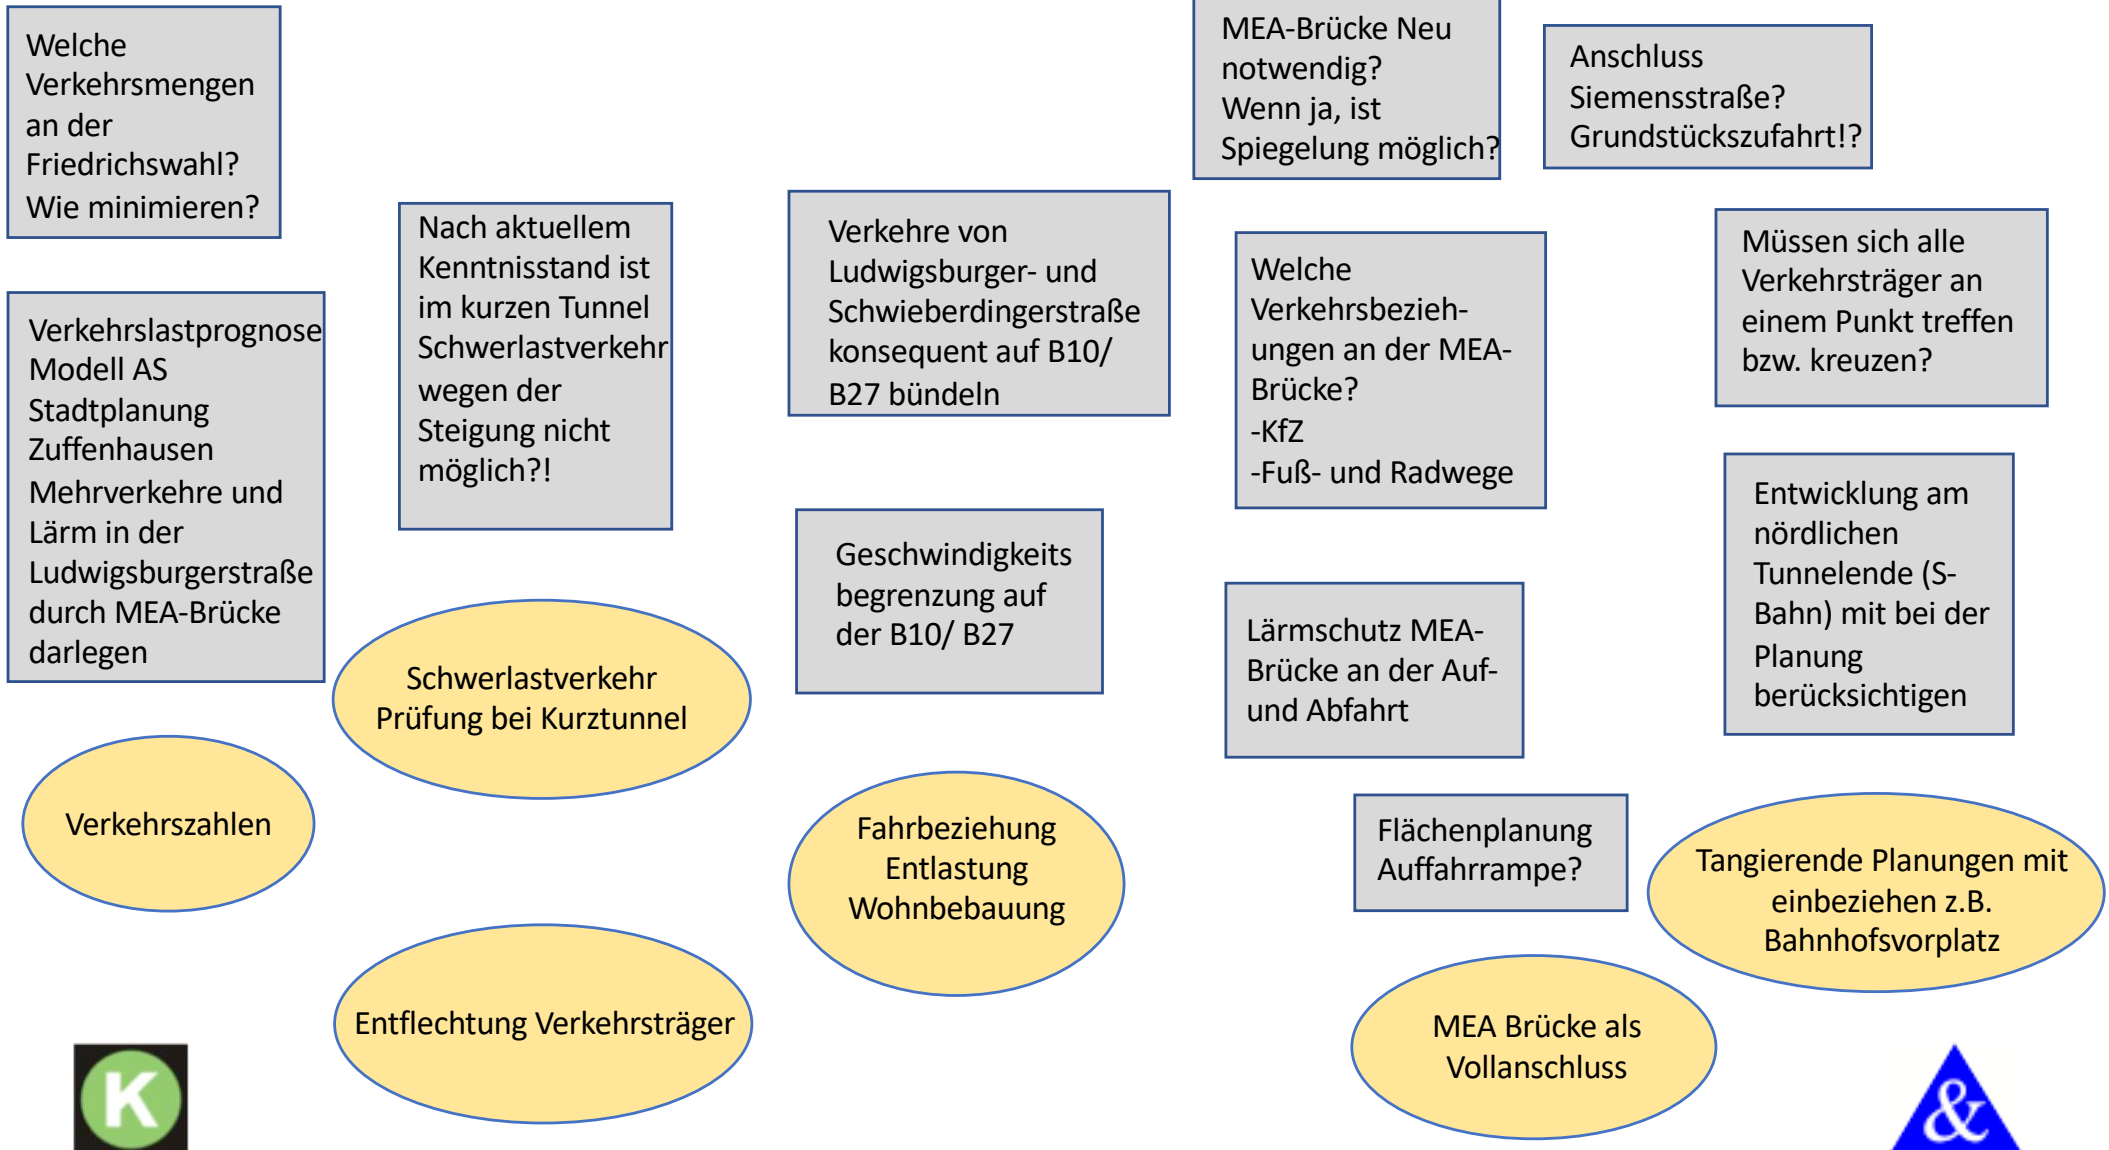 Welche
Verkehrsmengen
an der
Friedrichswahl?
Wie minimieren?
Verkehrslastprognose
Modell AS
Stadtplanung
Zuffenhausen
Mehrverkehre und
Lärm in der
Ludwigsburgerstraße
durch MEA-Brücke
darlegen
Verkehrszahlen
Nach aktuellem
Kenntnisstand ist
im kurzen Tunnel
Schwerlastverkehr
wegen der
Steigung nicht
möglich?!
Schwerlastverkehr
Prüfung bei Kurztunnel
Entflechtung Verkehrsträger
Verkehre von
Ludwigsburger- und
Schwieberdingerstraße
konsequent auf B10/
B27 bündeln
Geschwindigkeits
begrenzung auf
der B10/ B27
Fahrbeziehung
Entlastung
Wohnbebauung
MEA-Brücke Neu
notwendig?
Wenn ja, ist
Spiegelung möglich?
Welche
Verkehrsbezieh-
ungen an der MEA-
Brücke?
-KfZ
-Fuß- und Radwege
Lärmschutz MEA-
Brücke an der Auf-
und Abfahrt
Flächenplanung
Auffahrrampe?
MEA Brücke als
Vollanschluss
Anschluss
Siemensstraße?
Grundstückszufahrt!?
Müssen sich alle
Verkehrsträger an
einem Punkt treffen
bzw. kreuzen?
Entwicklung am
nördlichen
Tunnelende (S-
Bahn) mit bei der
Planung
berücksichtigen
Tangierende Planungen mit
einbeziehen z.B.
Bahnhofsvorplatz
K
&